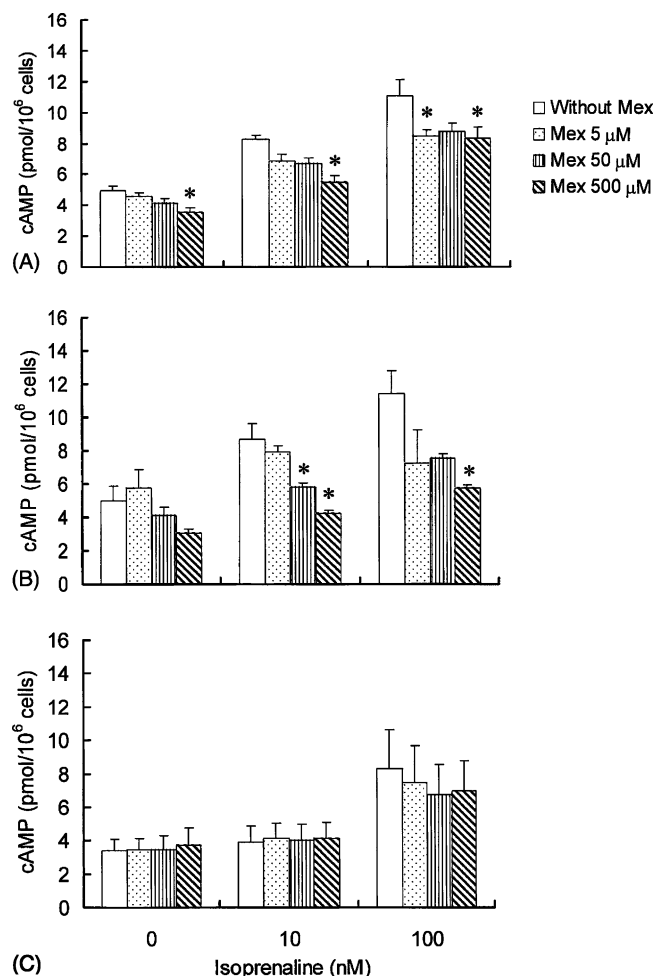 16
14
12
10
8
6
4
2
0
cAMP (pmol/10⁶ cells)
(A)
*
*
*
*
Without Mex
Mex 5 µM
Mex 50 µM
Mex 500 µM
16
14
12
10
8
6
4
2
0
cAMP (pmol/10⁶ cells)
(B)
*
*
*
16
14
12
10
8
6
4
2
0
cAMP (pmol/10⁶ cells)
0 10 100
(C)
Isoprenaline (nM)